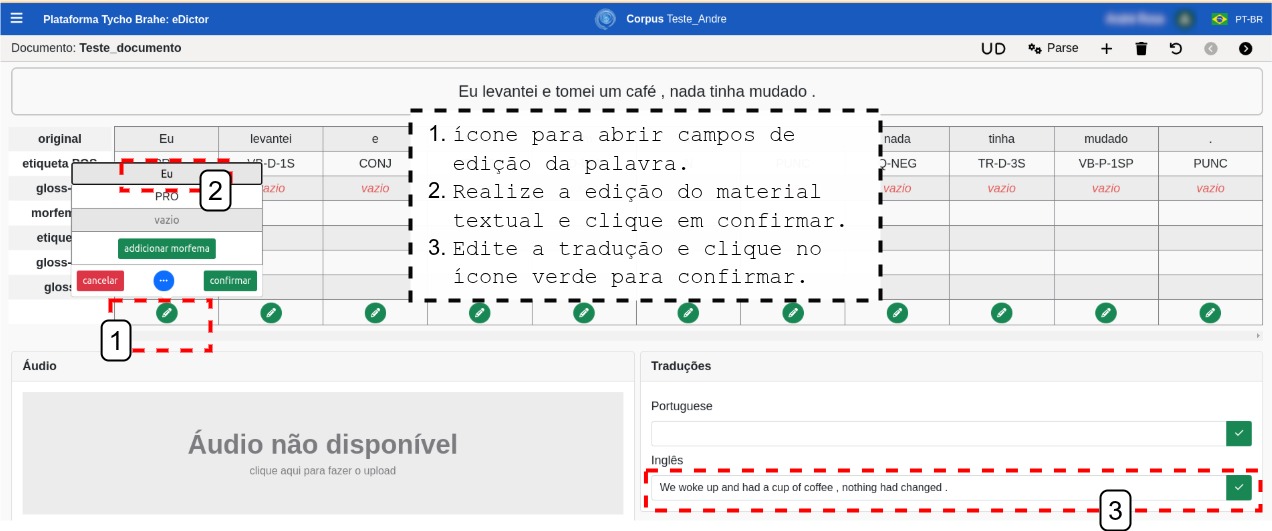 Plataforma Tycho Brahe: eDictor
Corpus Teste_Andre
PT-BR
Documento: Teste_documento
UD Parse
Eu levantei e tomei um café , nada tinha mudado .
original Eu levantei e nada tinha mudado .
etiqueta VB-D-1S CONJ Q-NEG TR-D-3S VB-P-1SP PUNC
gloss- vazio vazio vazio vazio vazio vazio
morfem
etique
gloss-
gloss
Eu
PRO
vazio
addicionar morfema
cancelar ... confirmar
1
2
1. ícone para abrir campos de
edição da palavra.
2. Realize a edição do material
textual e clique em confirmar.
3. Edite a tradução e clique no
ícone verde para confirmar.
Áudio
Áudio não disponível
clique aqui para fazer o upload
Traduções
Portuguese
Inglês
We woke up and had a cup of coffee , nothing had changed .
3